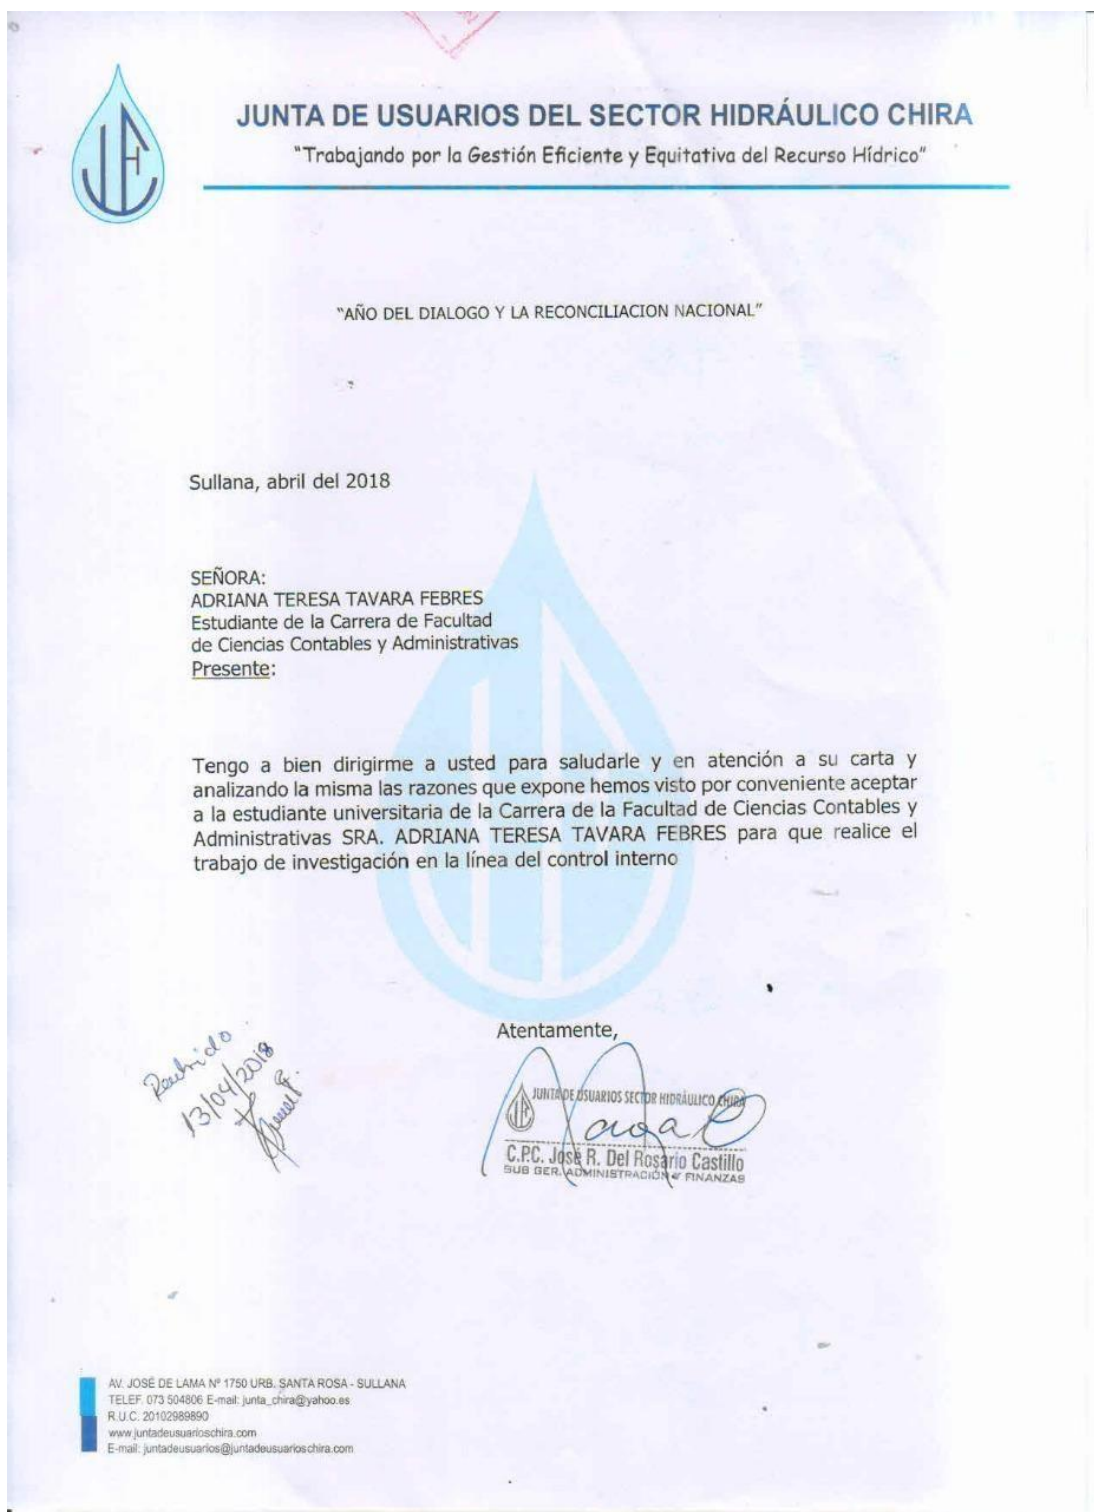 JUNTA DE USUARIOS DEL SECTOR HIDRÁULICO CHIRA
"Trabajando por la Gestión Eficiente y Equitativa del Recurso Hídrico"
"AÑO DEL DIALOGO Y LA RECONCILIACION NACIONAL"
Sullana, abril del 2018
SEÑORA:
ADRIANA TERESA TAVARA FEBRES
Estudiante de la Carrera de Facultad
de Ciencias Contables y Administrativas
Presente:
Tengo a bien dirigirme a usted para saludarle y en atención a su carta y
analizando la misma las razones que expone hemos visto por conveniente aceptar
a la estudiante universitaria de la Carrera de la Facultad de Ciencias Contables y
Administrativas SRA. ADRIANA TERESA TAVARA FEBRES para que realice el
trabajo de investigación en la línea del control interno
Atentamente,
Recibido
13/04/2018
JUNTA DE USUARIOS SECTOR HIDRÁULICO CHIRA
C.P.C. José R. Del Rosario Castillo
SUB GER. ADMINISTRACIÓN Y FINANZAS
AV. JOSÉ DE LAMA Nº 1750 URB. SANTA ROSA - SULLANA
TELEF. 073 504806 E-mail: junta_chira@yahoo.es
R.U.C. 20102989890
www.juntadeusuarioschira.com
E-mail: juntadeusuarios@juntadeusuarioschira.com